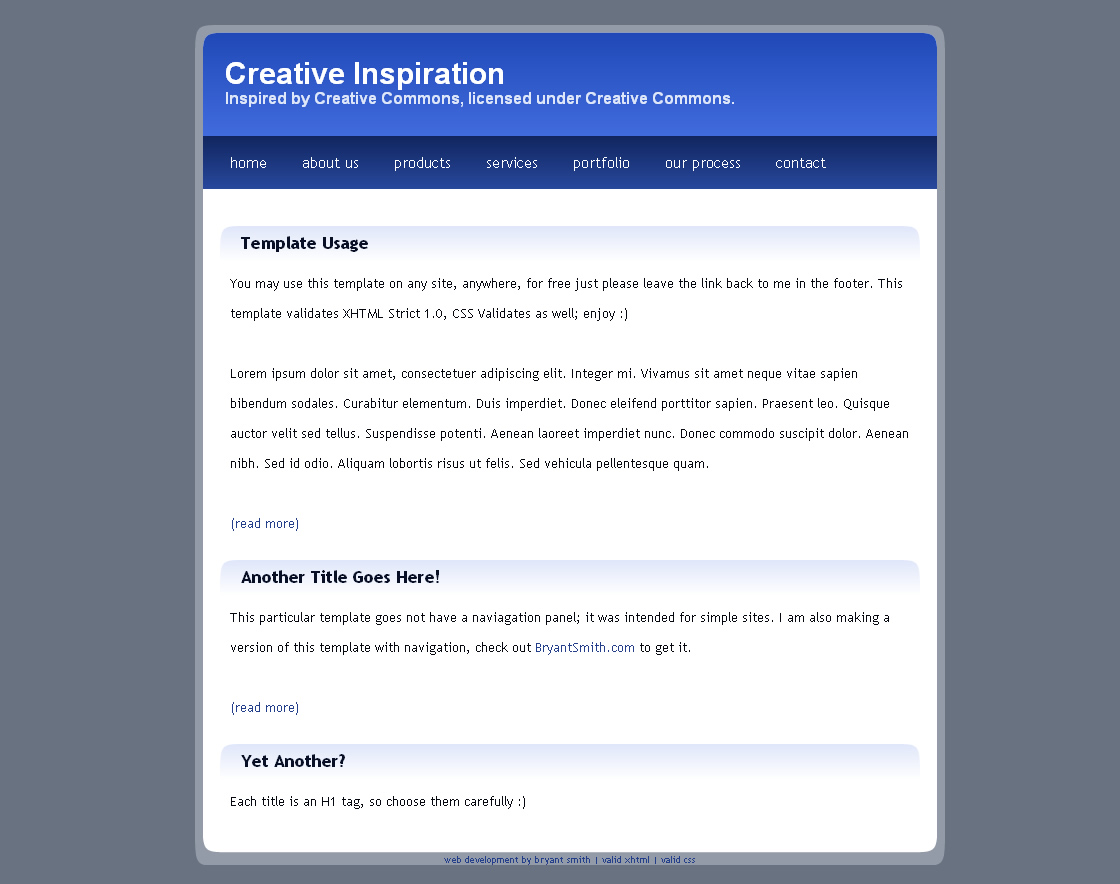 Creative Inspiration
Inspired by Creative Commons, licensed under Creative Commons.
home about us products services portfolio our process contact
Template Usage
You may use this template on any site, anywhere, for free just please leave the link back to me in the footer. This
template validates XHTML Strict 1.0, CSS Validates as well; enjoy :)
Lorem ipsum dolor sit amet, consectetuer adipiscing elit. Integer mi. Vivamus sit amet neque vitae sapien
bibendum sodales. Curabitur elementum. Duis imperdiet. Donec eleifend porttitor sapien. Praesent leo. Quisque
auctor velit sed tellus. Suspendisse potenti. Aenean laoreet imperdiet nunc. Donec commodo suscipit dolor. Aenean
nibh. Sed id odio. Aliquam lobortis risus ut felis. Sed vehicula pellentesque quam.
(read more)
Another Title Goes Here!
This particular template goes not have a naviagation panel; it was intended for simple sites. I am also making a
version of this template with navigation, check out BryantSmith.com to get it.
(read more)
Yet Another?
Each title is an H1 tag, so choose them carefully :)
web development by bryant smith | valid xhtml | valid css